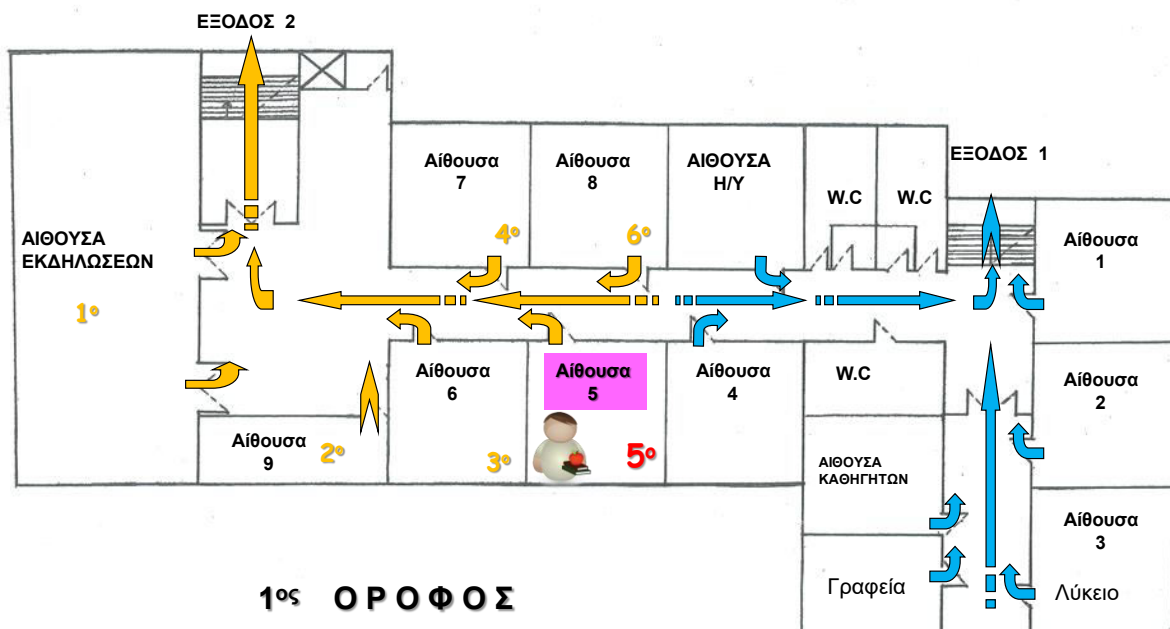 ΕΞΟΔΟΣ 2
ΕΞΟΔΟΣ 1
Αίθουσα
7
4ο
Αίθουσα
8
6ο
ΑΙΘΟΥΣΑ
Η/Υ
W.C
W.C
Αίθουσα
1
ΑΙΘΟΥΣΑ
ΕΚΔΗΛΩΣΕΩΝ
1ο
Αίθουσα
9
2ο
Αίθουσα
6
3ο
Αίθουσα
5
5ο
Αίθουσα
4
W.C
Αίθουσα
2
ΑΙΘΟΥΣΑ
ΚΑΘΗΓΗΤΩΝ
Αίθουσα
3
Γραφεία
Λύκειο
1ος Ο Ρ Ο Φ Ο Σ